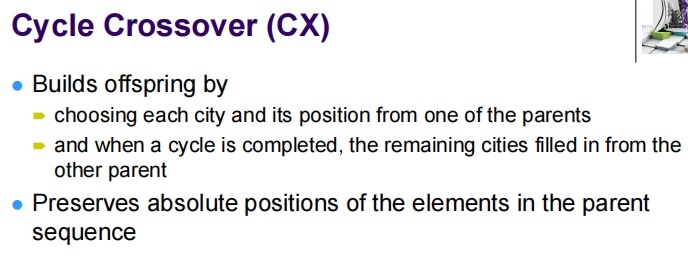 Cycle Crossover (CX)
Builds offspring by
choosing each city and its position from one of the parents
and when a cycle is completed, the remaining cities filled in from the
other parent
Preserves absolute positions of the elements in the parent
sequence